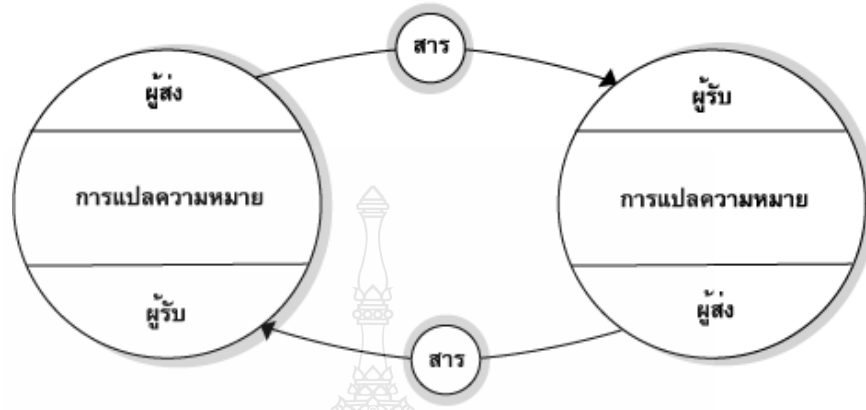 สาร
ผู้ส่ง
ผู้รับ
การแปลความหมาย
การแปลความหมาย
ผู้รับ
ผู้ส่ง
สาร